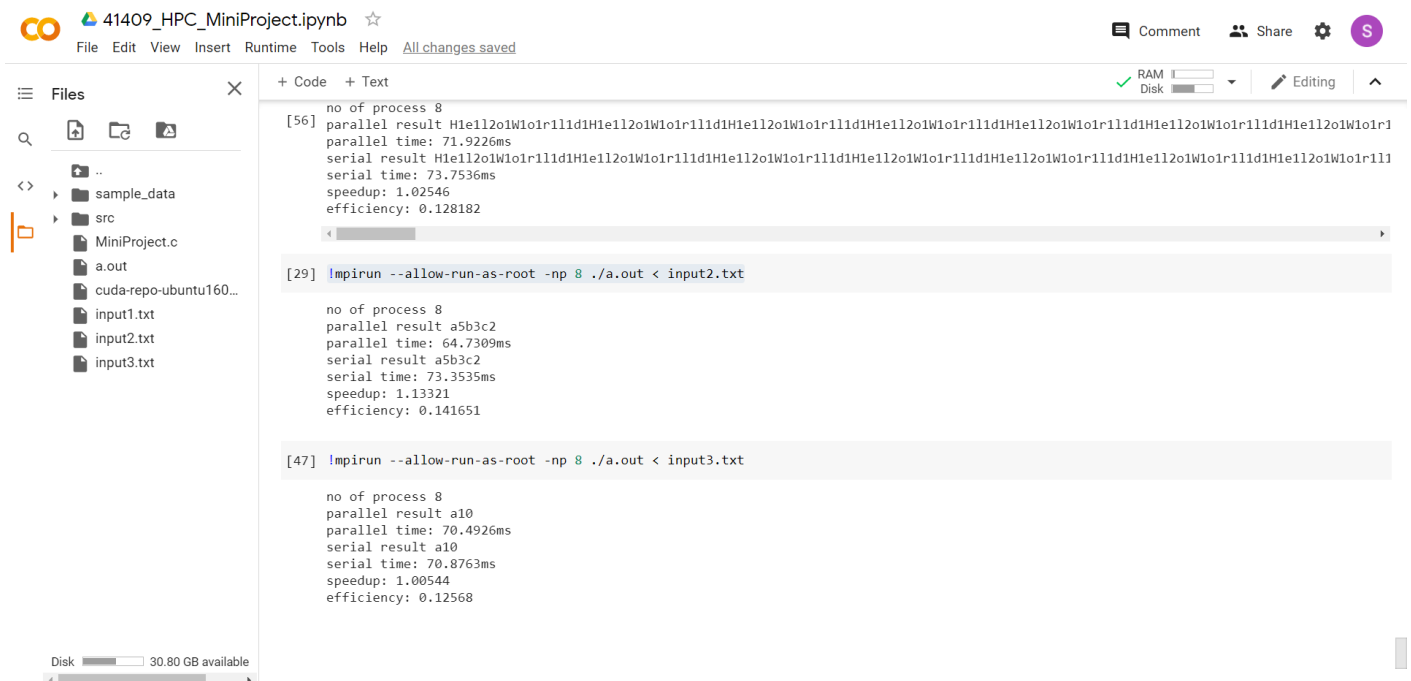 41409_HPC_MiniProject.ipynb
Comment
Share
S
File Edit View Insert Runtime Tools Help All changes saved
Files
+ Code + Text
RAM
Disk
Editing
..
sample_data
src
MiniProject.c
a.out
cuda-repo-ubuntu160...
input1.txt
input2.txt
input3.txt
Disk 30.80 GB available
no of process 8
[56]
parallel result H1e1l2o1W1o1r1l1d1H1e1l2o1W1o1r1l1d1H1e1l2o1W1o1r1l1d1H1e1l2o1W1o1r1l1d1H1e1l2o1W1o1r1l1d1H1e1l2o1W1o1r1
parallel time: 71.9226ms
serial result H1e1l2o1W1o1r1l1d1H1e1l2o1W1o1r1l1d1H1e1l2o1W1o1r1l1d1H1e1l2o1W1o1r1l1d1H1e1l2o1W1o1r1l1d1H1e1l2o1W1o1r1l1
serial time: 73.7536ms
speedup: 1.02546
efficiency: 0.128182
[29] !mpirun --allow-run-as-root -np 8 ./a.out < input2.txt
no of process 8
parallel result a5b3c2
parallel time: 64.7309ms
serial result a5b3c2
serial time: 73.3535ms
speedup: 1.13321
efficiency: 0.141651
[47] !mpirun --allow-run-as-root -np 8 ./a.out < input3.txt
no of process 8
parallel result a10
parallel time: 70.4926ms
serial result a10
serial time: 70.8763ms
speedup: 1.00544
efficiency: 0.12568